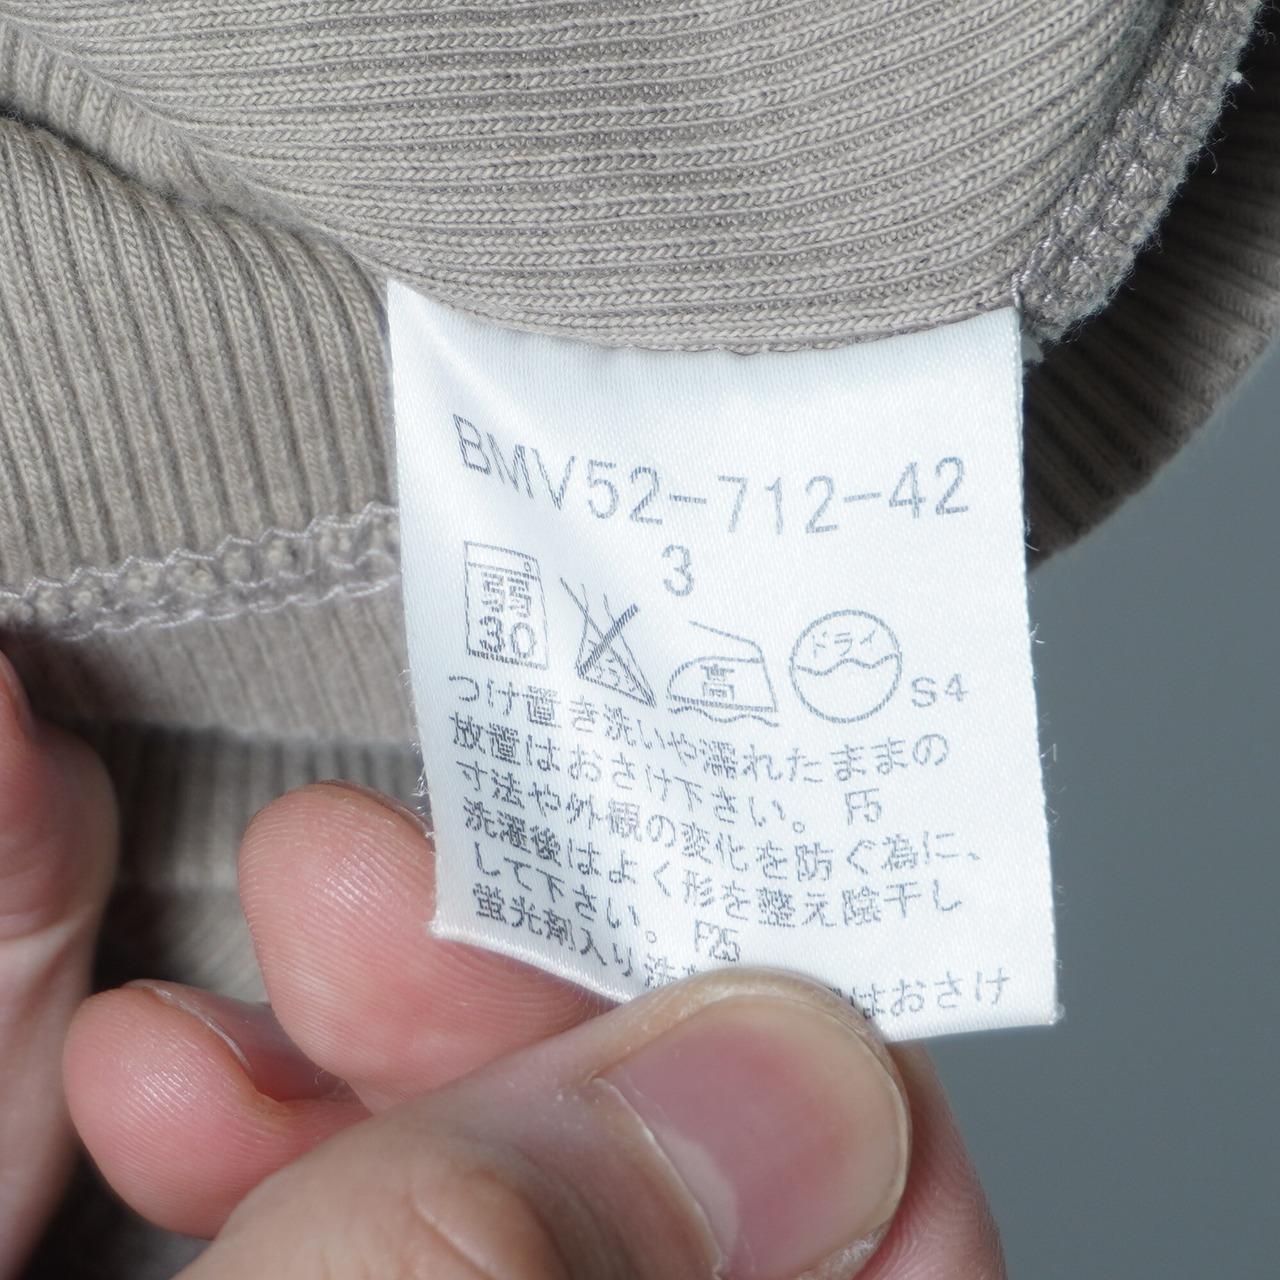 BMV52-712-42
3
弱
30
高
ドライ
S4
つけ置き洗いや濡れたままの
放置はおさけ下さい。 F5
寸法や外観の変化を防ぐ為に、
洗濯後はよく形を整え陰干し
して下さい。 F25
蛍光剤入り洗 はおさけ